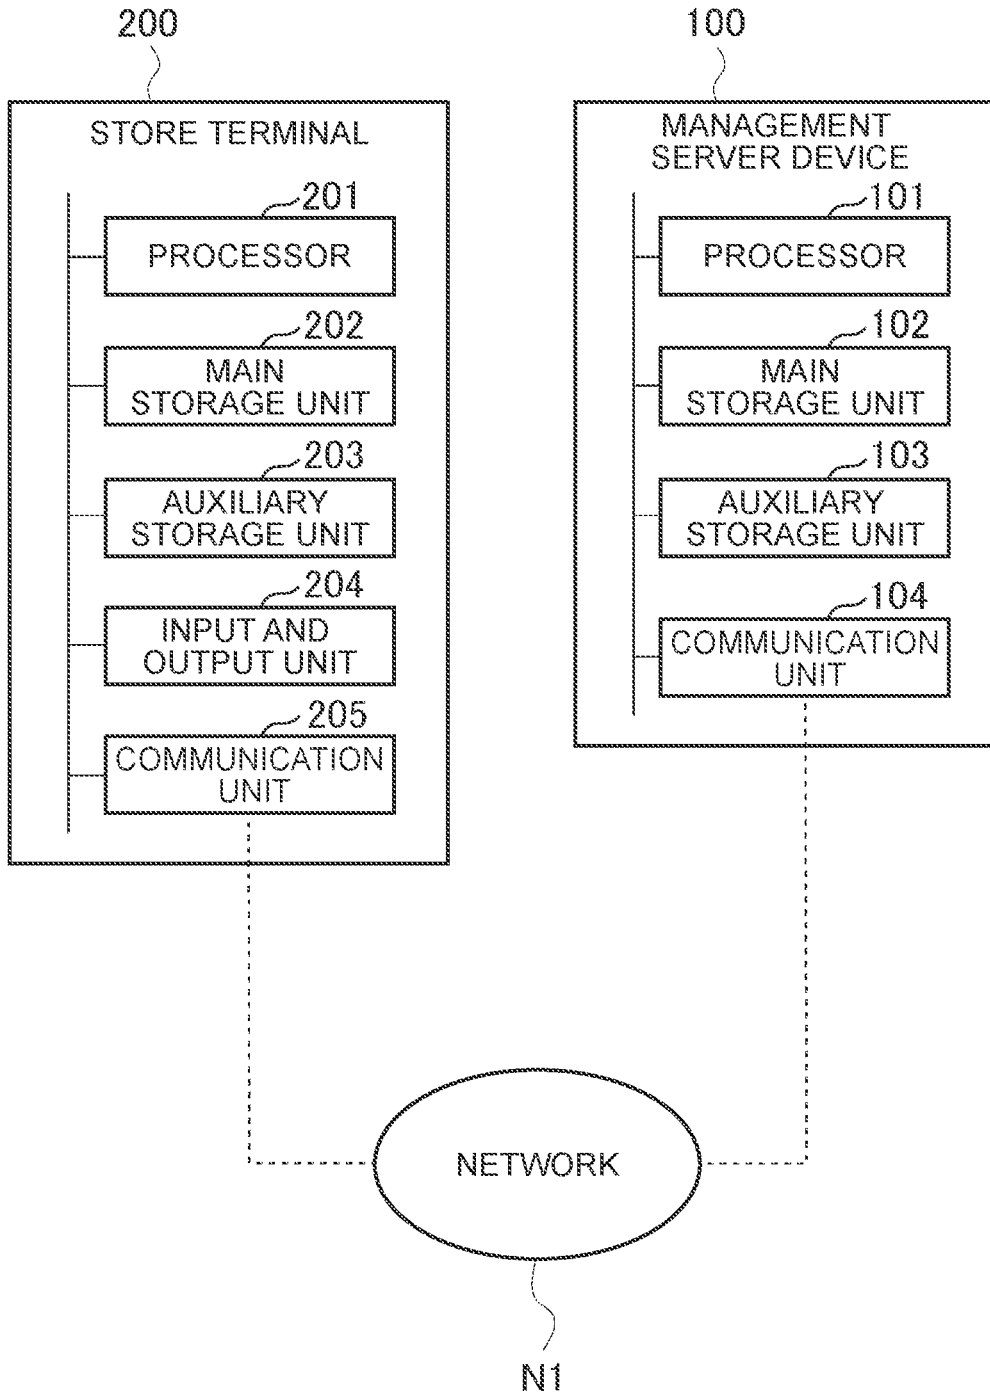 200
STORE TERMINAL
201
PROCESSOR
202
MAIN
STORAGE UNIT
203
AUXILIARY
STORAGE UNIT
204
INPUT AND
OUTPUT UNIT
205
COMMUNICATION
UNIT
100
MANAGEMENT
SERVER DEVICE
101
PROCESSOR
102
MAIN
STORAGE UNIT
103
AUXILIARY
STORAGE UNIT
104
COMMUNICATION
UNIT
NETWORK
N1